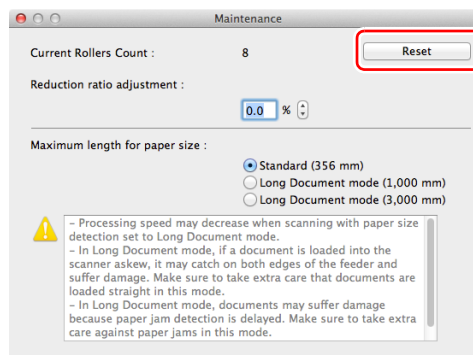 Maintenance
Current Rollers Count : 8 Reset
Reduction ratio adjustment :
0.0 %
Maximum length for paper size :
Standard (356 mm)
Long Document mode (1,000 mm)
Long Document mode (3,000 mm)
– Processing speed may decrease when scanning with paper size
detection set to Long Document mode.
– In Long Document mode, if a document is loaded into the
scanner askew, it may catch on both edges of the feeder and
suffer damage. Make sure to take extra care that documents are
loaded straight in this mode.
– In Long Document mode, documents may suffer damage
because paper jam detection is delayed. Make sure to take extra
care against paper jams in this mode.